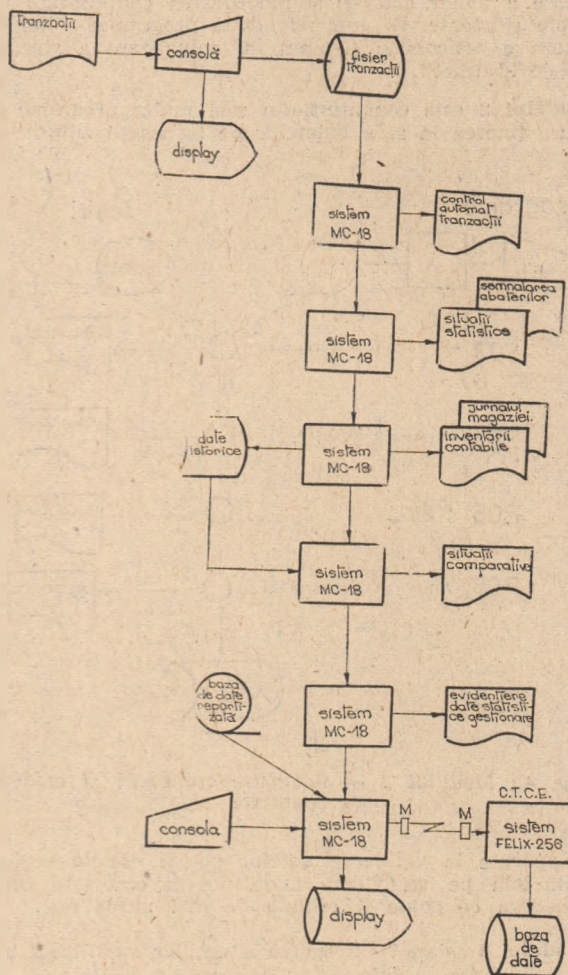 tranzacții
consolă
fișier
tranzacții
display
sistem
MC-18
control
automat
tranzacții
semnalarea
abaterilor
situații
statistice
sistem
MC-18
jurnalul
magaziei.
date
istorice
sistem
MC-18
inventarii
contabile
sistem
MC-18
situații
comparative
baza
de date
reparti-
zată
sistem
MC-18
evidențiere
date statisti-
ce gestionare
C.T.C.E.
consola
sistem
MC-18
M
M
sistem
FELIX-256
display
baza
de date